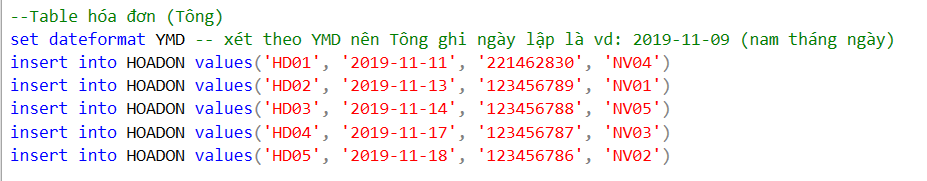 --Table hóa đơn (Tông)
set dateformat YMD -- xét theo YMD nên Tông ghi ngày lập là vd: 2019-11-09 (nam tháng ngày)
insert into HOADON values('HD01', '2019-11-11', '221462830', 'NV04')
insert into HOADON values('HD02', '2019-11-13', '123456789', 'NV01')
insert into HOADON values('HD03', '2019-11-14', '123456788', 'NV05')
insert into HOADON values('HD04', '2019-11-17', '123456787', 'NV03')
insert into HOADON values('HD05', '2019-11-18', '123456786', 'NV02')